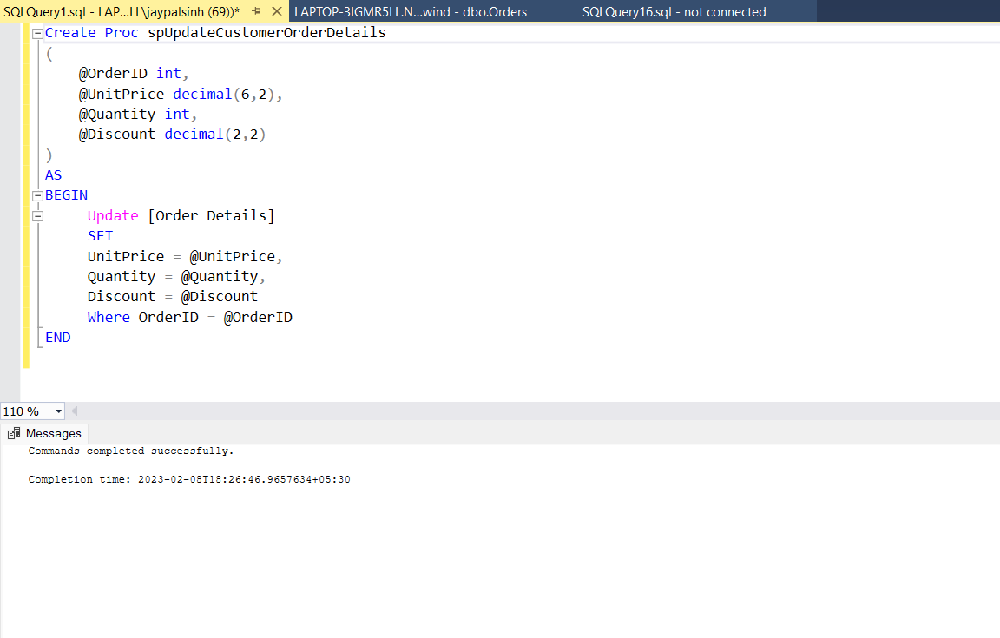 SQLQuery1.sql - LAP...LL\jaypalsinh (69))* LAPTOP-3IGMR5LL.N...wind - dbo.Orders SQLQuery16.sql - not connected
Create Proc spUpdateCustomerOrderDetails
(
@OrderID int,
@UnitPrice decimal(6,2),
@Quantity int,
@Discount decimal(2,2)
)
AS
BEGIN
Update [Order Details]
SET
UnitPrice = @UnitPrice,
Quantity = @Quantity,
Discount = @Discount
Where OrderID = @OrderID
END
110 %
Messages
Commands completed successfully.
Completion time: 2023-02-08T18:26:46.9657634+05:30